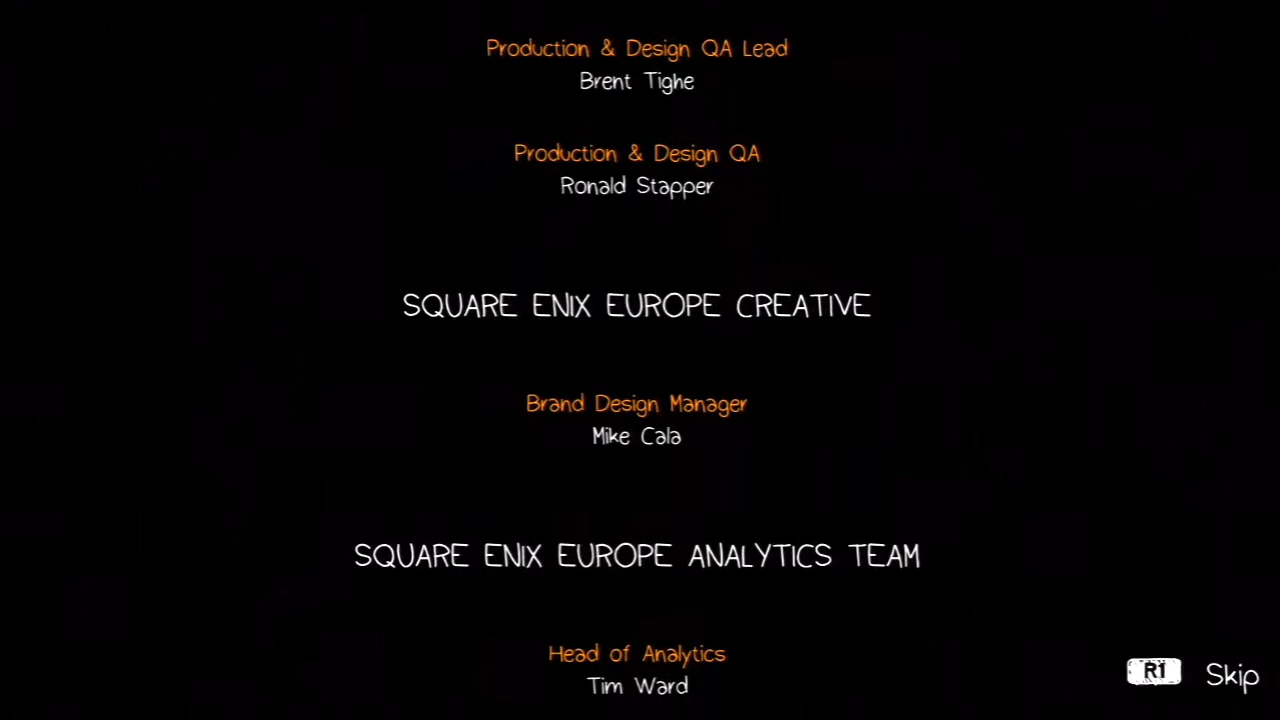 Production & Design QA Lead
Brent Tighe
Production & Design QA
Ronald Stapper
SQUARE ENIX EUROPE CREATIVE
Brand Design Manager
Mike Cala
SQUARE ENIX EUROPE ANALYTICS TEAM
Head of Analytics
Tim Ward
R1 Skip